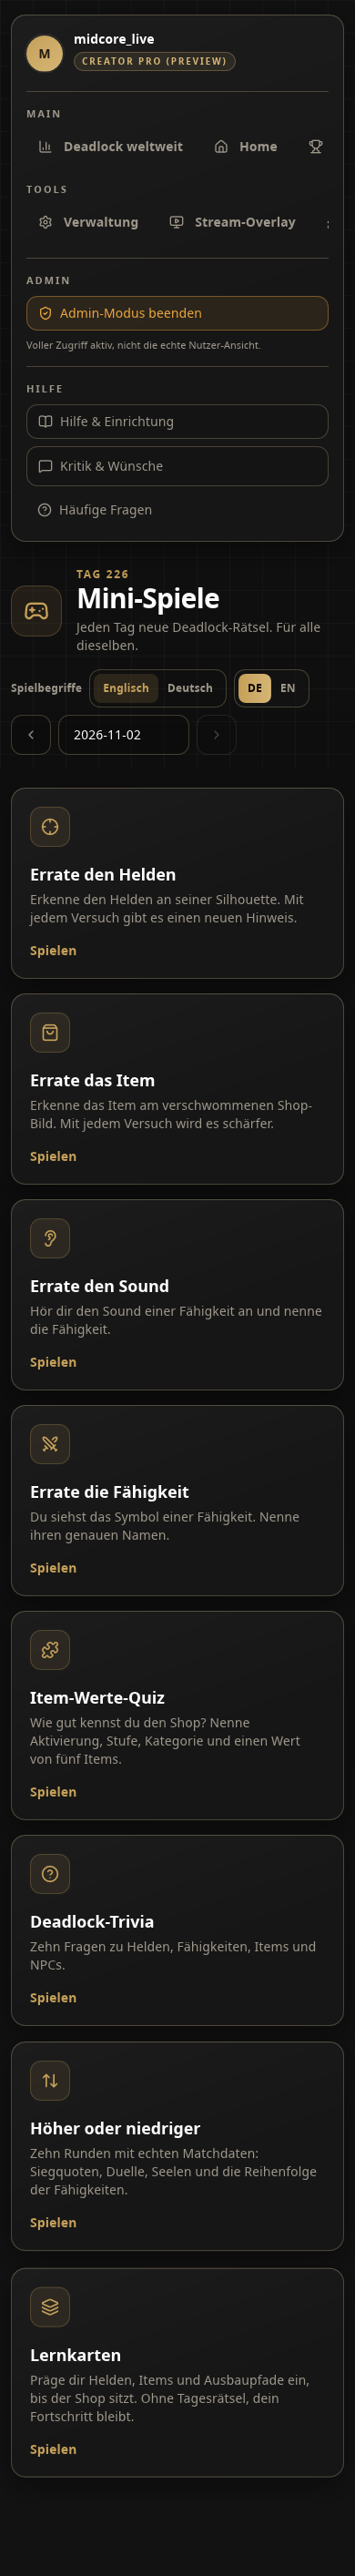 M
midcore_live
CREATOR PRO (PREVIEW)
MAIN
Deadlock weltweit
Home
TOOLS
Verwaltung
Stream-Overlay
ADMIN
Admin-Modus beenden
Voller Zugriff aktiv, nicht die echte Nutzer-Ansicht.
HILFE
Hilfe & Einrichtung
Kritik & Wünsche
Häufige Fragen
TAG 226
Mini-Spiele
Jeden Tag neue Deadlock-Rätsel. Für alle
dieselben.
Spielbegriffe
Englisch
Deutsch
DE
EN
2026-11-02
Errate den Helden
Erkenne den Helden an seiner Silhouette. Mit
jedem Versuch gibt es einen neuen Hinweis.
Spielen
Errate das Item
Erkenne das Item am verschwommenen Shop-
Bild. Mit jedem Versuch wird es schärfer.
Spielen
Errate den Sound
Hör dir den Sound einer Fähigkeit an und nenne
die Fähigkeit.
Spielen
Errate die Fähigkeit
Du siehst das Symbol einer Fähigkeit. Nenne
ihren genauen Namen.
Spielen
Item-Werte-Quiz
Wie gut kennst du den Shop? Nenne
Aktivierung, Stufe, Kategorie und einen Wert
von fünf Items.
Spielen
Deadlock-Trivia
Zehn Fragen zu Helden, Fähigkeiten, Items und
NPCs.
Spielen
Höher oder niedriger
Zehn Runden mit echten Matchdaten:
Siegquoten, Duelle, Seelen und die Reihenfolge
der Fähigkeiten.
Spielen
Lernkarten
Präge dir Helden, Items und Ausbaupfade ein,
bis der Shop sitzt. Ohne Tagesrätsel, dein
Fortschritt bleibt.
Spielen